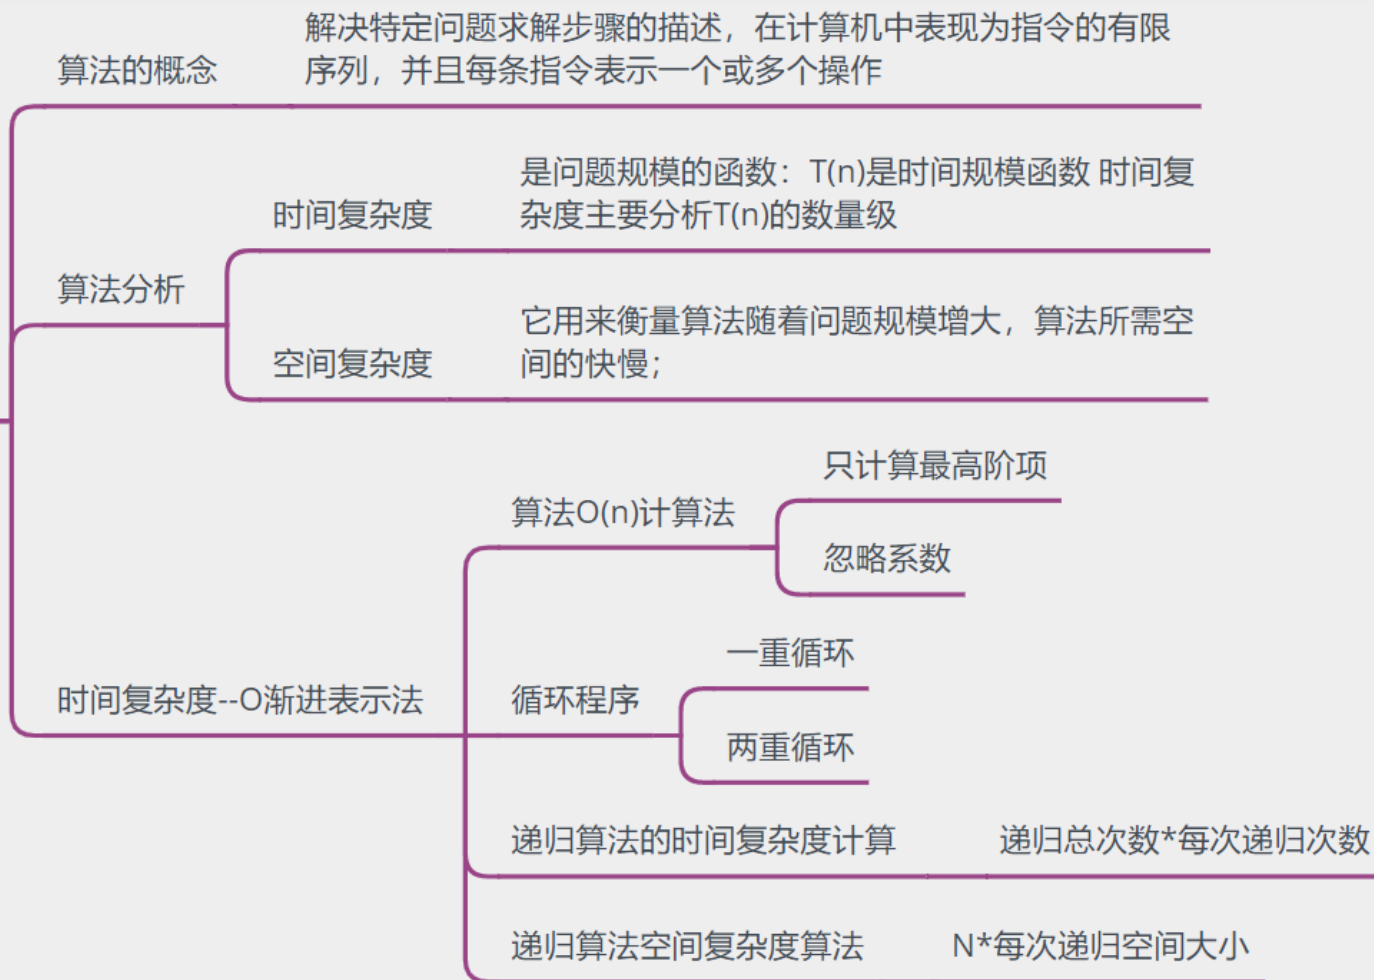 算法的概念
解决特定问题求解步骤的描述，在计算机中表现为指令的有限
序列，并且每条指令表示一个或多个操作
算法分析
时间复杂度
是问题规模的函数：T(n)是时间规模函数 时间复
杂度主要分析T(n)的数量级
空间复杂度
它用来衡量算法随着问题规模增大，算法所需空
间的快慢；
时间复杂度--O渐进表示法
算法O(n)计算法
只计算最高阶项
忽略系数
循环程序
一重循环
两重循环
递归算法的时间复杂度计算
递归总次数*每次递归次数
递归算法空间复杂度算法
N*每次递归空间大小